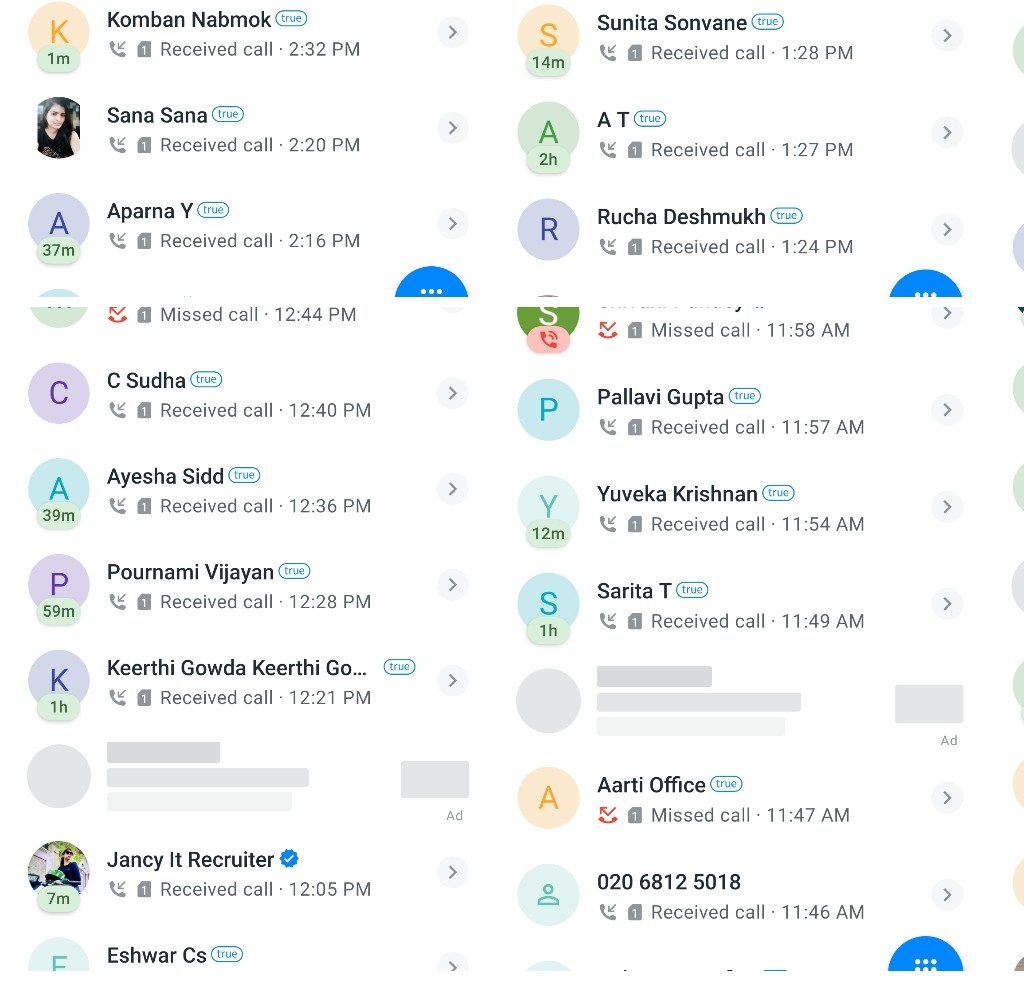 K
Komban Nabmok true
1 Received call · 2:32 PM
1m
Sana Sana true
1 Received call · 2:20 PM
A
Aparna Y true
1 Received call · 2:16 PM
37m
S
Sunita Sonvane true
1 Received call · 1:28 PM
14m
A
A T true
1 Received call · 1:27 PM
2h
R
Rucha Deshmukh true
1 Received call · 1:24 PM
1 Missed call · 12:44 PM
C
C Sudha true
1 Received call · 12:40 PM
A
Ayesha Sidd true
1 Received call · 12:36 PM
39m
P
Pournami Vijayan true
1 Received call · 12:28 PM
59m
K
Keerthi Gowda Keerthi Go... true
1 Received call · 12:21 PM
1h
Ad
Jancy It Recruiter
1 Received call · 12:05 PM
7m
E
Eshwar Cs true
S
1 Missed call · 11:58 AM
P
Pallavi Gupta true
1 Received call · 11:57 AM
Y
Yuveka Krishnan true
1 Received call · 11:54 AM
12m
S
Sarita T true
1 Received call · 11:49 AM
1h
Ad
A
Aarti Office true
1 Missed call · 11:47 AM
020 6812 5018
1 Received call · 11:46 AM